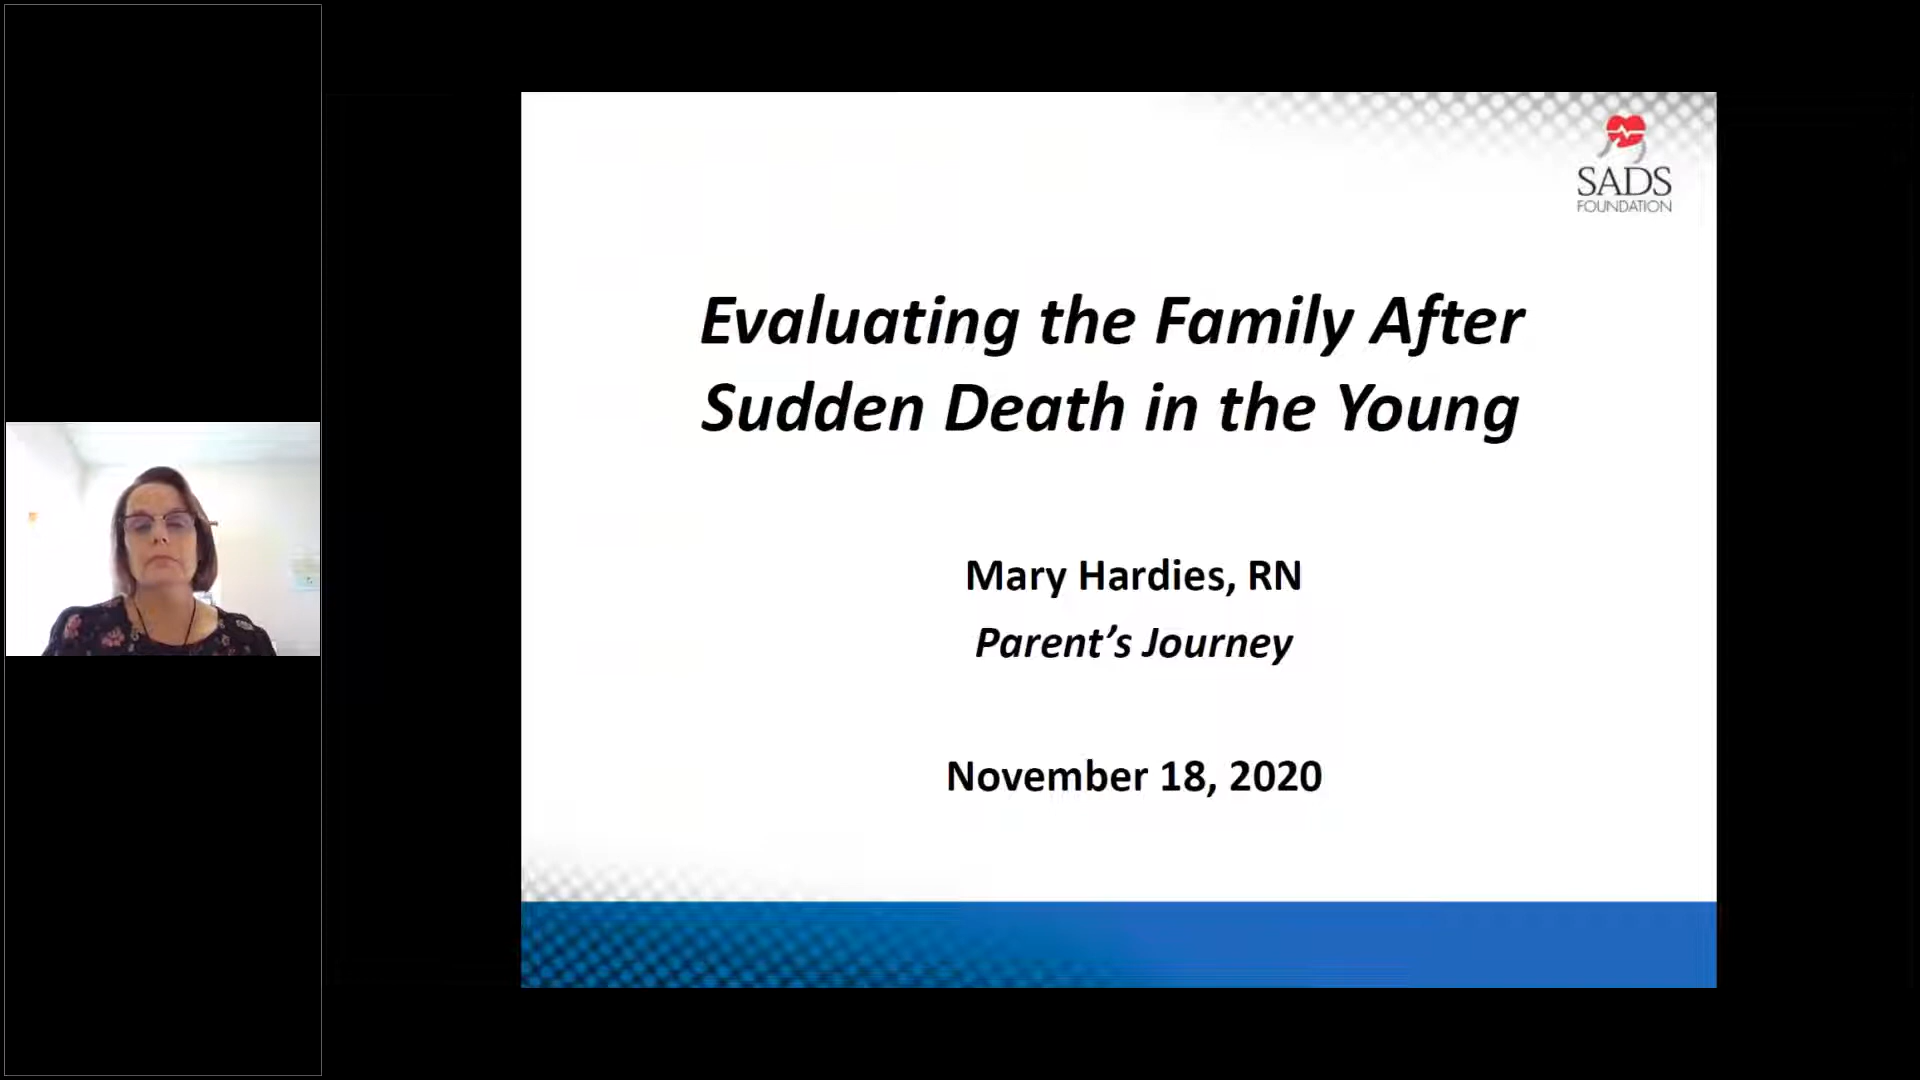 SADS
FOUNDATION
Evaluating the Family After
Sudden Death in the Young
Mary Hardies, RN
Parent’s Journey
November 18, 2020